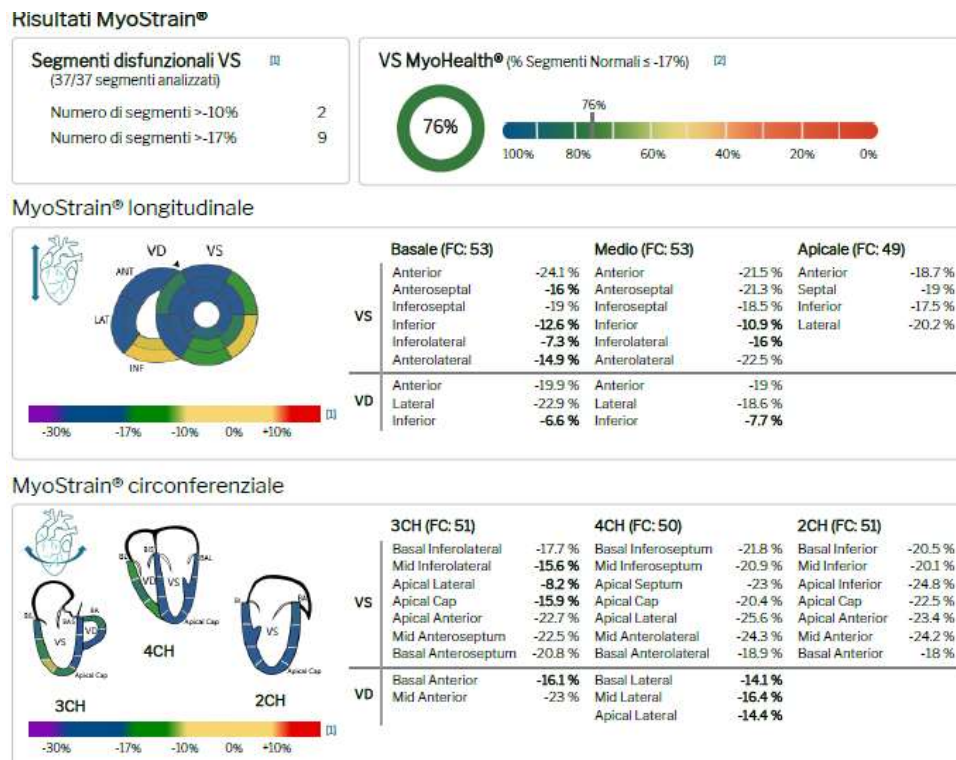 Risultati MyoStrain®
Segmenti disfunzionali VS [1]
(37/37 segmenti analizzati)
Numero di segmenti >-10% 2
Numero di segmenti >-17% 9
VS MyoHealth® (% Segmenti Normali ≤ -17%) [2]
76%
76%
100% 80% 60% 40% 20% 0%
MyoStrain® longitudinale
VD VS
ANT
LAT
INF
[1]
-30% -17% -10% 0% +10%
Basale (FC: 53) Medio (FC: 53) Apicale (FC: 49)
VS
Anterior -24.1 % Anterior -21.5 % Anterior -18.7 %
Anteroseptal -16 % Anteroseptal -21.3 % Septal -19 %
Inferoseptal -19 % Inferoseptal -18.5 % Inferior -17.5 %
Inferior -12.6 % Inferior -10.9 % Lateral -20.2 %
Inferolateral -7.3 % Inferolateral -16 %
Anterolateral -14.9 % Anterolateral -22.5 %
VD
Anterior -19.9 % Anterior -19 %
Lateral -22.9 % Lateral -18.6 %
Inferior -6.6 % Inferior -7.7 %
MyoStrain® circonferenziale
BIS
BAL
VD VS
Apical Cap
4CH
BIL
BA
BAS
VS
VD
Apical Cap
3CH
VS
Apical Cap
2CH
[1]
-30% -17% -10% 0% +10%
3CH (FC: 51) 4CH (FC: 50) 2CH (FC: 51)
VS
Basal Inferolateral -17.7 % Basal Inferoseptum -21.8 % Basal Inferior -20.5 %
Mid Inferolateral -15.6 % Mid Inferoseptum -20.9 % Mid Inferior -20.1 %
Apical Lateral -8.2 % Apical Septum -23 % Apical Inferior -24.8 %
Apical Cap -15.9 % Apical Cap -20.4 % Apical Cap -22.5 %
Apical Anterior -22.7 % Apical Lateral -25.6 % Apical Anterior -23.4 %
Mid Anteroseptum -22.5 % Mid Anterolateral -24.3 % Mid Anterior -24.2 %
Basal Anteroseptum -20.8 % Basal Anterolateral -18.9 % Basal Anterior -18 %
VD
Basal Anterior -16.1 % Basal Lateral -14.1 %
Mid Anterior -23 % Mid Lateral -16.4 %
Apical Lateral -14.4 %